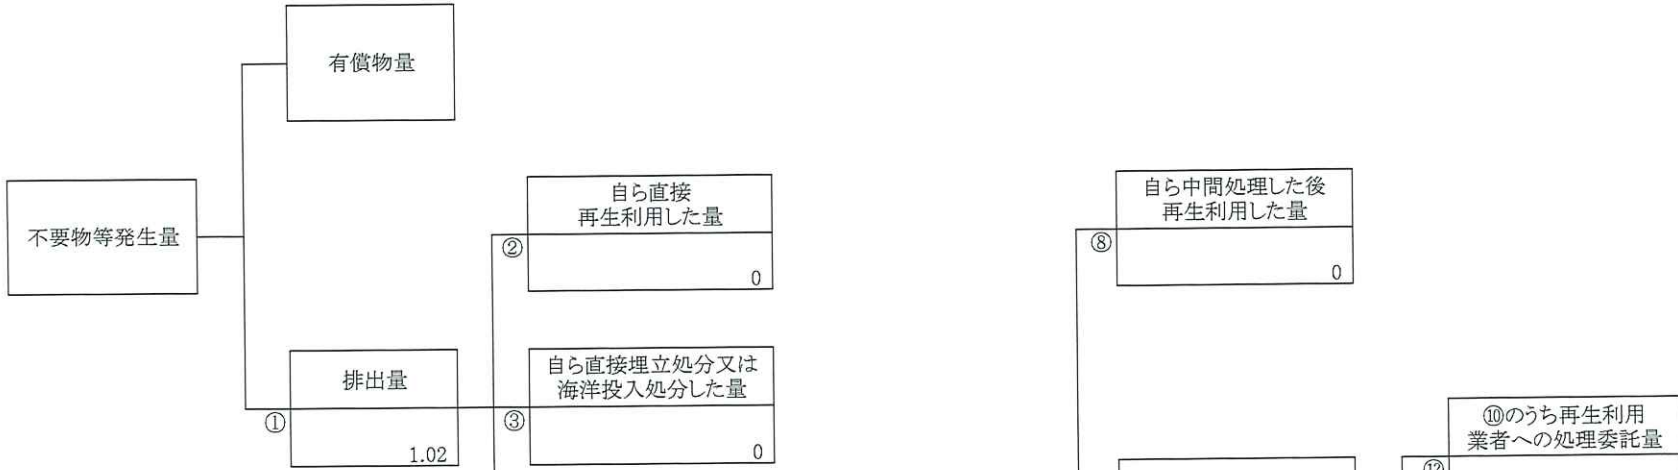 有償物量
不要物等発生量
自ら直接
再生利用した量
②
0
自ら中間処理した後
再生利用した量
⑧
0
排出量
①
1.02
自ら直接埋立処分又は
海洋投入処分した量
③
0
⑩のうち再生利用
業者への処理委託量
⑫